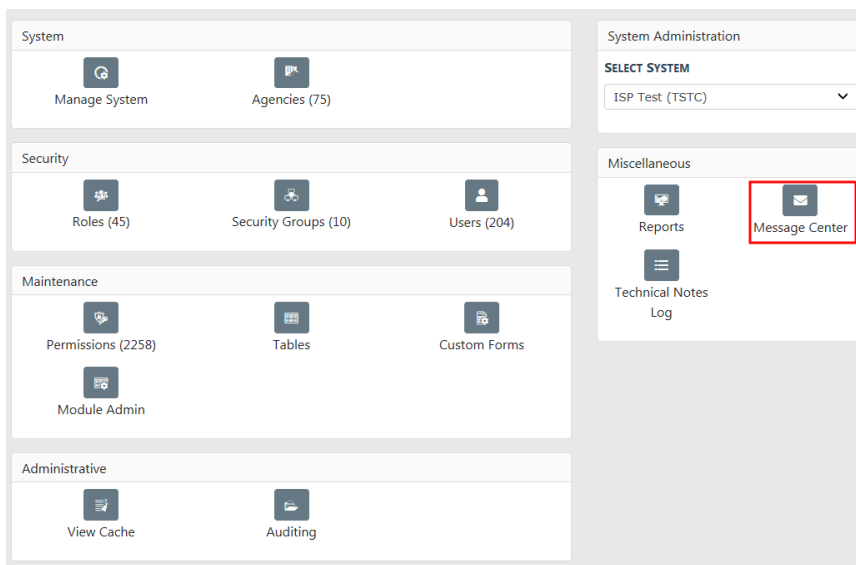 System
Manage System
Agencies (75)
Security
Roles (45)
Security Groups (10)
Users (204)
Maintenance
Permissions (2258)
Tables
Custom Forms
Module Admin
Administrative
View Cache
Auditing
System Administration
SELECT SYSTEM
ISP Test (TSTC)
Miscellaneous
Reports
Message Center
Technical Notes
Log